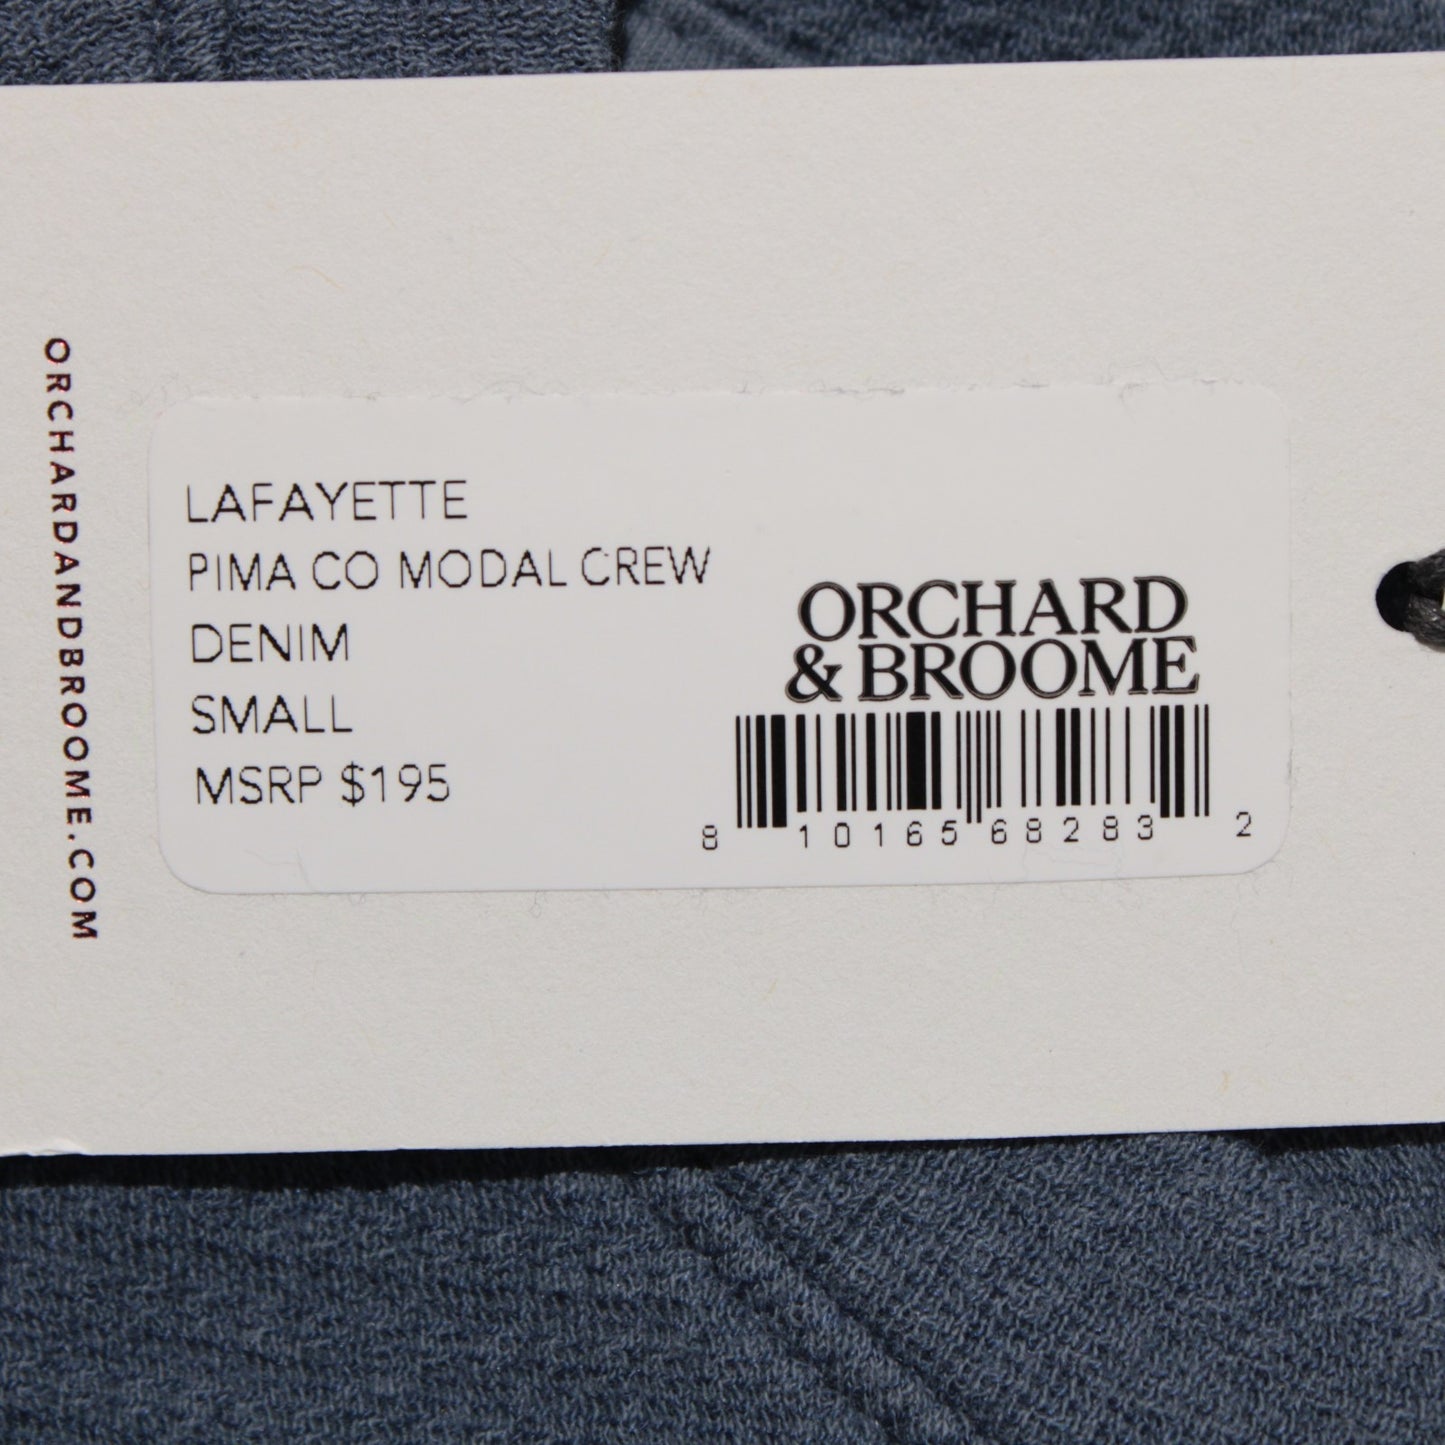 ORCHARDANDBROOME.COM
LAFAYETTE
PIMA CO MODAL CREW
DENIM
SMALL
MSRP $195
ORCHARD
& BROOME
8 10165 68283 2